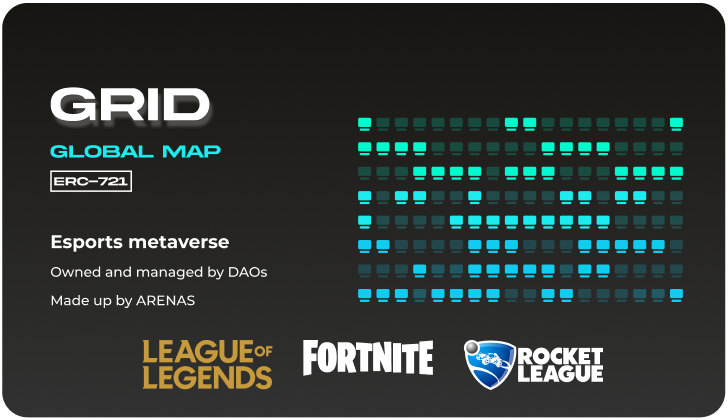 GRID
GLOBAL MAP
ERC-721
Esports metaverse
Owned and managed by DAOs
Made up by ARENAS
LEAGUE OF
LEGENDS
FORTNITE
ROCKET
LEAGUE